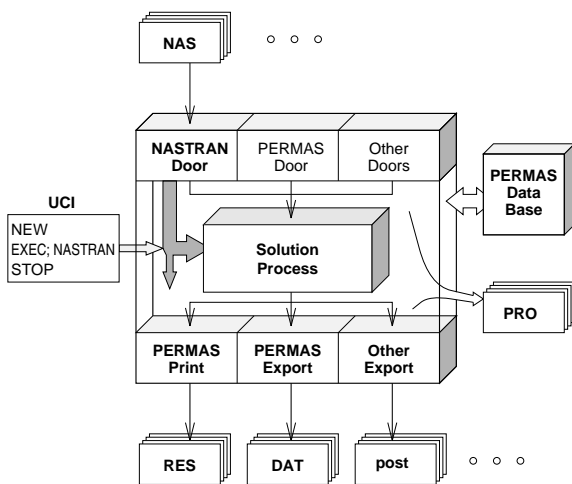 NAS
NASTRAN
Door
PERMAS
Door
Other
Doors
PERMAS
Data
Base
UCI
NEW
EXEC; NASTRAN
STOP
Solution
Process
PRO
PERMAS
Print
PERMAS
Export
Other
Export
RES
DAT
post